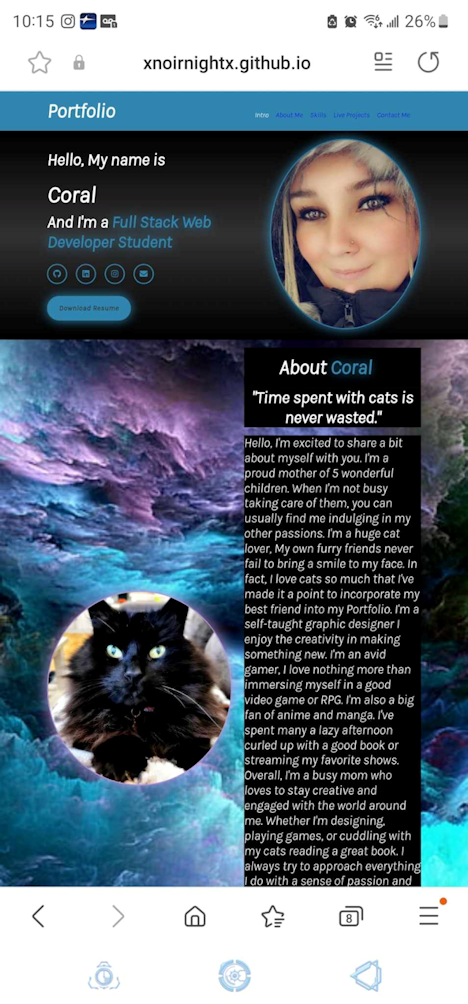 10:15
26%
xnoirnightx.github.io
Portfolio
Intro About Me Skills Live Projects Contact Me
Hello, My name is
Coral
And I'm a Full Stack Web
Developer Student
Download Resume
About Coral
"Time spent with cats is
never wasted."
Hello, I'm excited to share a bit
about myself with you. I'm a
proud mother of 5 wonderful
children. When I'm not busy
taking care of them, you can
usually find me indulging in my
other passions. I'm a huge cat
lover, My own furry friends never
fail to bring a smile to my face. In
fact, I love cats so much that I've
made it a point to incorporate my
best friend into my Portfolio. I'm a
self-taught graphic designer I
enjoy the creativity in making
something new. I'm an avid
gamer, I love nothing more than
immersing myself in a good
video game or RPG. I'm also a big
fan of anime and manga. I've
spent many a lazy afternoon
curled up with a good book or
streaming my favorite shows.
Overall, I'm a busy mom who
loves to stay creative and
engaged with the world around
me. Whether I'm designing,
playing games, or cuddling with
my cats reading a great book. I
always try to approach everything
I do with a sense of passion and
8